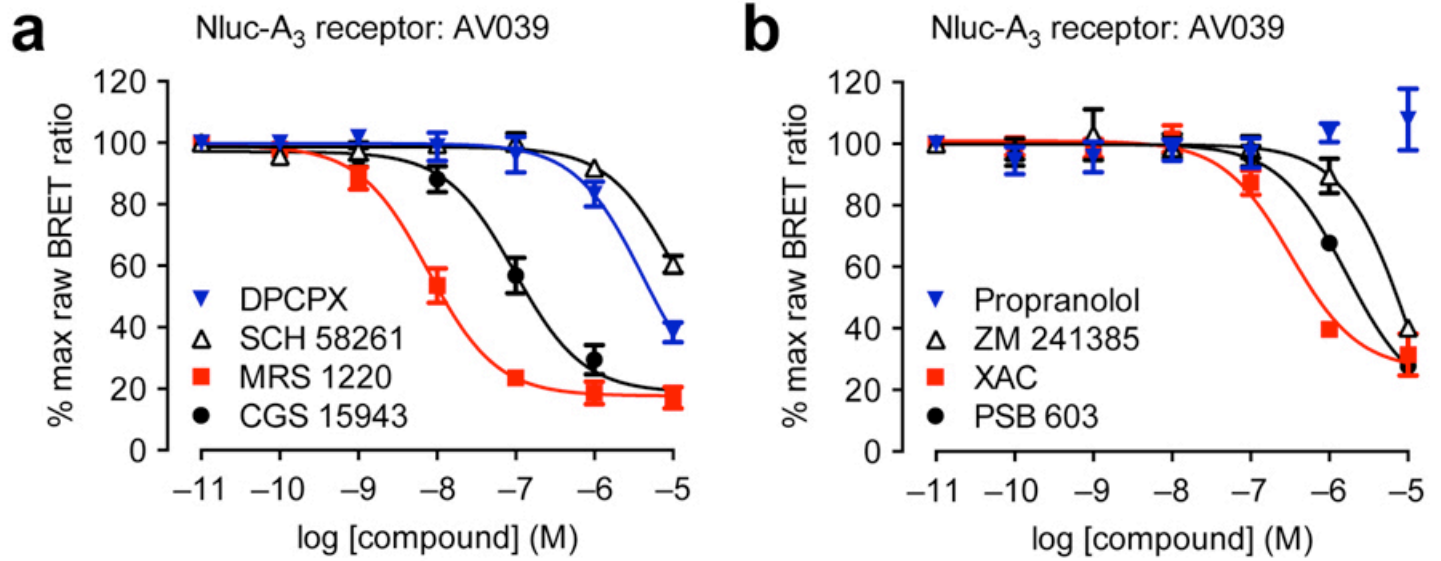 a
Nluc-A3 receptor: AV039
% max raw BRET ratio
120
100
80
60
40
20
0
DPCPX
SCH 58261
MRS 1220
CGS 15943
–11 –10 –9 –8 –7 –6 –5
log [compound] (M)
b
Nluc-A3 receptor: AV039
% max raw BRET ratio
120
100
80
60
40
20
0
Propranolol
ZM 241385
XAC
PSB 603
–11 –10 –9 –8 –7 –6 –5
log [compound] (M)